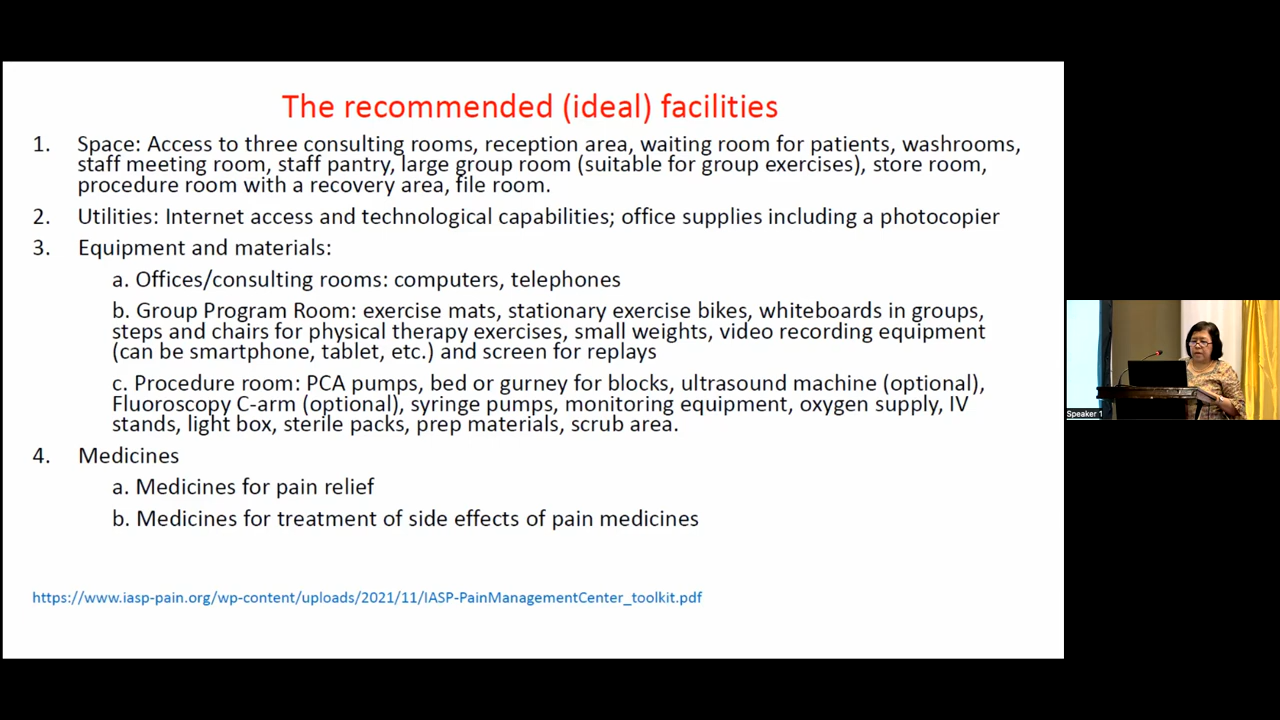 The recommended (ideal) facilities
1. Space: Access to three consulting rooms, reception area, waiting room for patients, washrooms,
staff meeting room, staff pantry, large group room (suitable for group exercises), store room,
procedure room with a recovery area, file room.
2. Utilities: Internet access and technological capabilities; office supplies including a photocopier
3. Equipment and materials:
a. Offices/consulting rooms: computers, telephones
b. Group Program Room: exercise mats, stationary exercise bikes, whiteboards in groups,
steps and chairs for physical therapy exercises, small weights, video recording equipment
(can be smartphone, tablet, etc.) and screen for replays
c. Procedure room: PCA pumps, bed or gurney for blocks, ultrasound machine (optional),
Fluoroscopy C-arm (optional), syringe pumps, monitoring equipment, oxygen supply, IV
stands, light box, sterile packs, prep materials, scrub area.
4. Medicines
a. Medicines for pain relief
b. Medicines for treatment of side effects of pain medicines
https://www.iasp-pain.org/wp-content/uploads/2021/11/IASP-PainManagementCenter_toolkit.pdf
Speaker 1